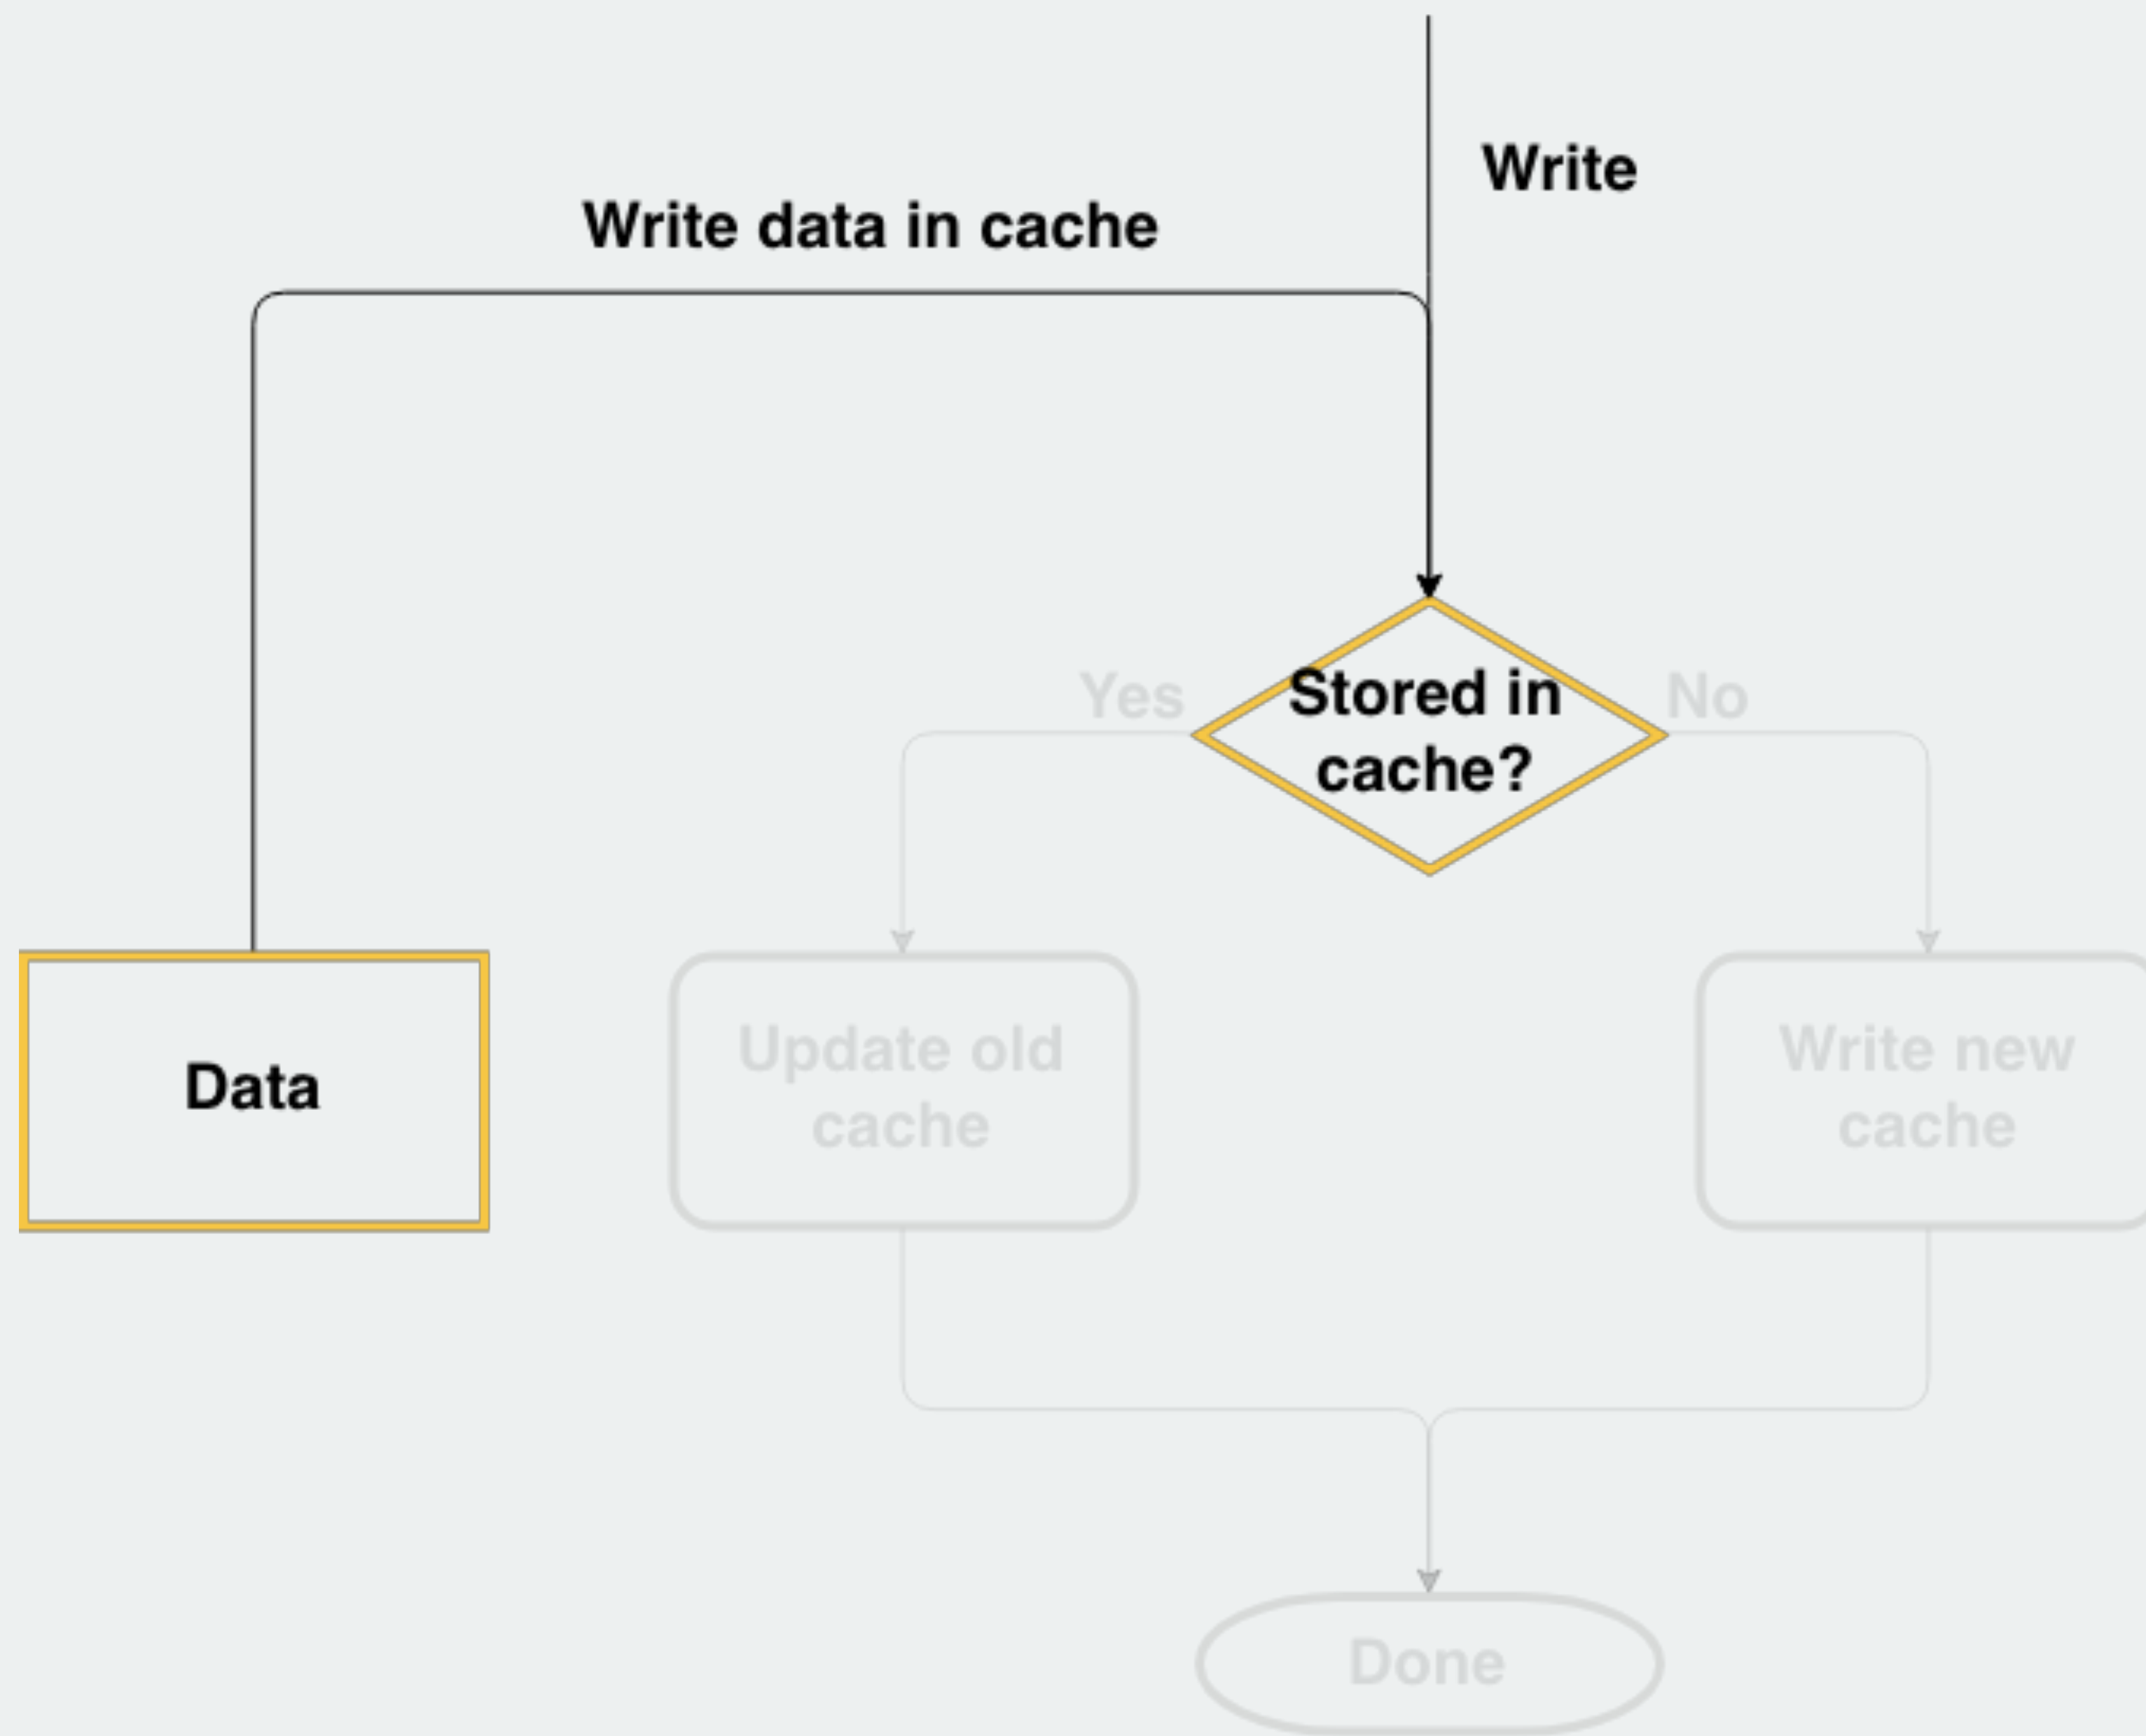 Write
Write data in cache
Yes
Stored in
cache?
No
Data
Update old
cache
Write new
cache
Done